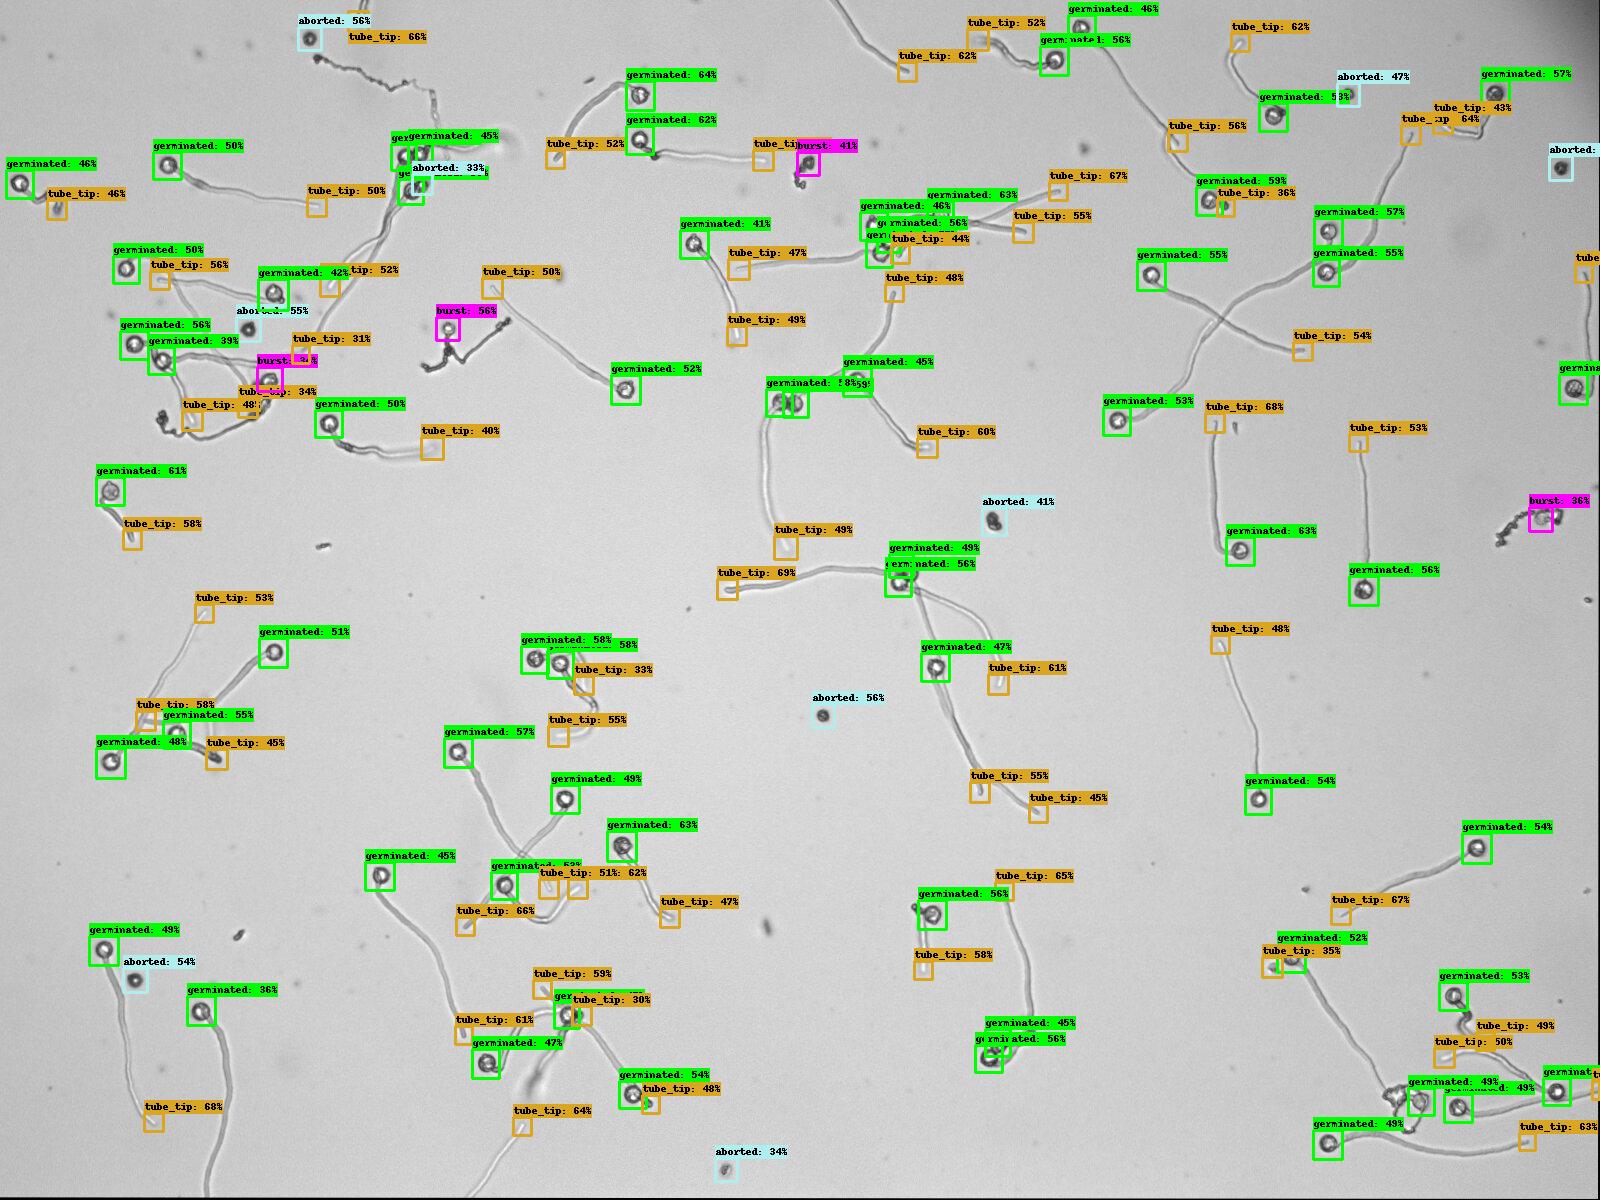 germinated: 46%
aborted: 56%
tube_tip: 52%
tube_tip: 62%
tube_tip: 66%
germinated: 56%
tube_tip: 62%
germinated: 64%
aborted: 47%
germinated: 57%
germinated: 53%
tube_tip: 43%
germinated: 62%
tube_tip: 64%
tube_tip: 56%
germinated: 45%
germinated: 50%
tube_tip: 52%
burst: 41%
aborted:
germinated: 46%
aborted: 33%
tube_tip: 67%
germinated: 59%
tube_tip: 46%
tube_tip: 50%
germinated: 63%
tube_tip: 36%
germinated: 46%
germinated: 57%
tube_tip: 55%
germinated: 41%
germinated: 56%
tube_tip: 44%
germinated: 50%
tube_tip: 47%
germinated: 55%
germinated: 55%
tube_tip: 56%
germinated: 42%
tube_tip: 52%
tube_tip: 50%
tube_tip: 48%
aborted: 55%
burst: 56%
germinated: 56%
tube_tip: 49%
germinated: 39%
tube_tip: 31%
tube_tip: 54%
germinated: 52%
germinated: 45%
tube_tip: 34%
germinated: 50%
germinated: 53%
tube_tip: 68%
tube_tip: 40%
tube_tip: 60%
tube_tip: 53%
germinated: 61%
aborted: 41%
burst: 36%
tube_tip: 58%
tube_tip: 49%
germinated: 63%
germinated: 49%
germinated: 56%
tube_tip: 69%
germinated: 56%
tube_tip: 53%
germinated: 51%
germinated: 58%
tube_tip: 48%
germinated: 47%
tube_tip: 33%
tube_tip: 61%
aborted: 56%
tube_tip: 58%
germinated: 55%
tube_tip: 55%
germinated: 57%
germinated: 48%
tube_tip: 45%
germinated: 49%
tube_tip: 55%
germinated: 54%
tube_tip: 45%
germinated: 63%
germinated: 54%
germinated: 45%
tube_tip: 51%
62%
tube_tip: 65%
germinated: 56%
tube_tip: 47%
tube_tip: 67%
tube_tip: 66%
germinated: 49%
germinated: 52%
tube_tip: 35%
tube_tip: 58%
aborted: 54%
tube_tip: 59%
germinated: 53%
germinated: 36%
tube_tip: 30%
tube_tip: 61%
germinated: 45%
tube_tip: 49%
germinated: 47%
germinated: 56%
tube_tip: 50%
germinated: 54%
germinated: 49%
tube_tip: 48%
tube_tip: 68%
tube_tip: 64%
germinated: 49%
tube_tip: 63%
aborted: 34%